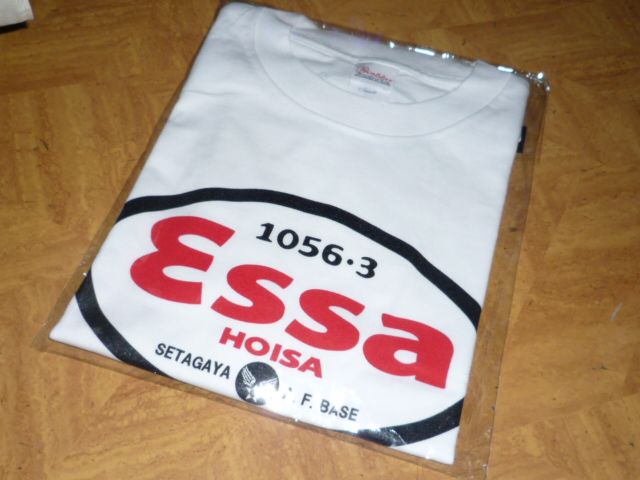 1056·3
Essa
HOISA
SETAGAYA F. BASE